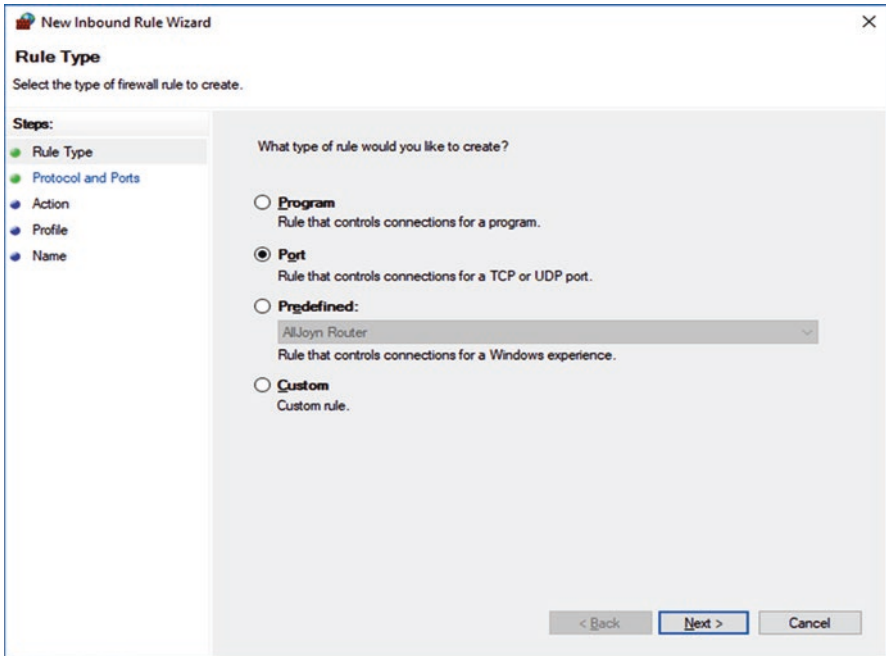 New Inbound Rule Wizard
Rule Type
Select the type of firewall rule to create.
Steps:
Rule Type
Protocol and Ports
Action
Profile
Name
What type of rule would you like to create?
Program
Rule that controls connections for a program.
Port
Rule that controls connections for a TCP or UDP port.
Predefined:
AllJoyn Router
Rule that controls connections for a Windows experience.
Custom
Custom rule.
< Back Next > Cancel